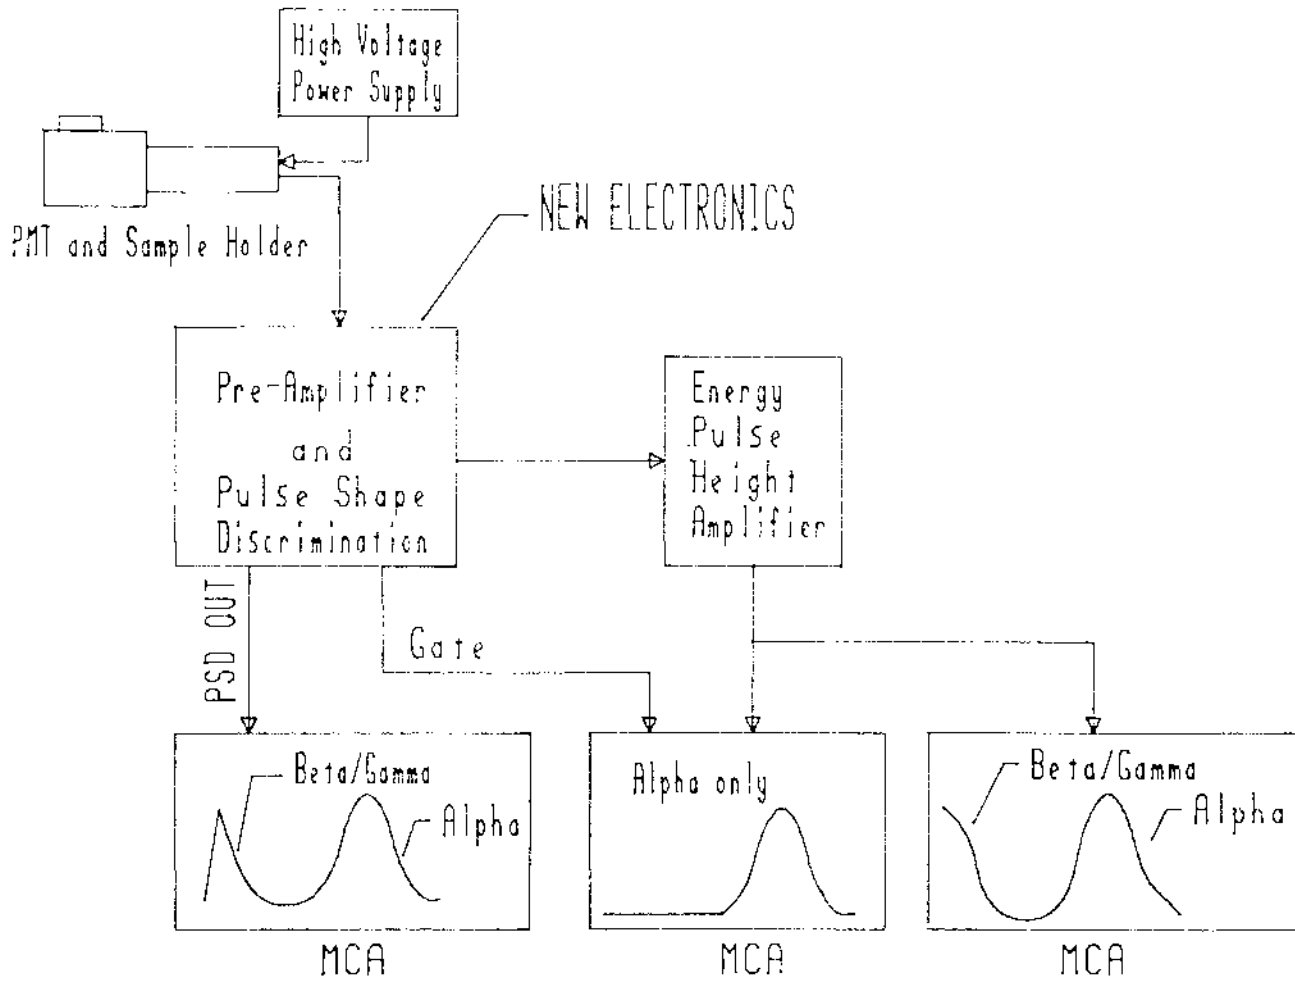 High Voltage
Power Supply
PMT and Sample Holder
NEW ELECTRONICS
Pre-Amplifier
and
Pulse Shape
Discrimination
Energy
Pulse
Height
Amplifier
PSD OUT
Gate
Beta/Gamma
Alpha
Alpha only
Beta/Gamma
Alpha
MCA
MCA
MCA